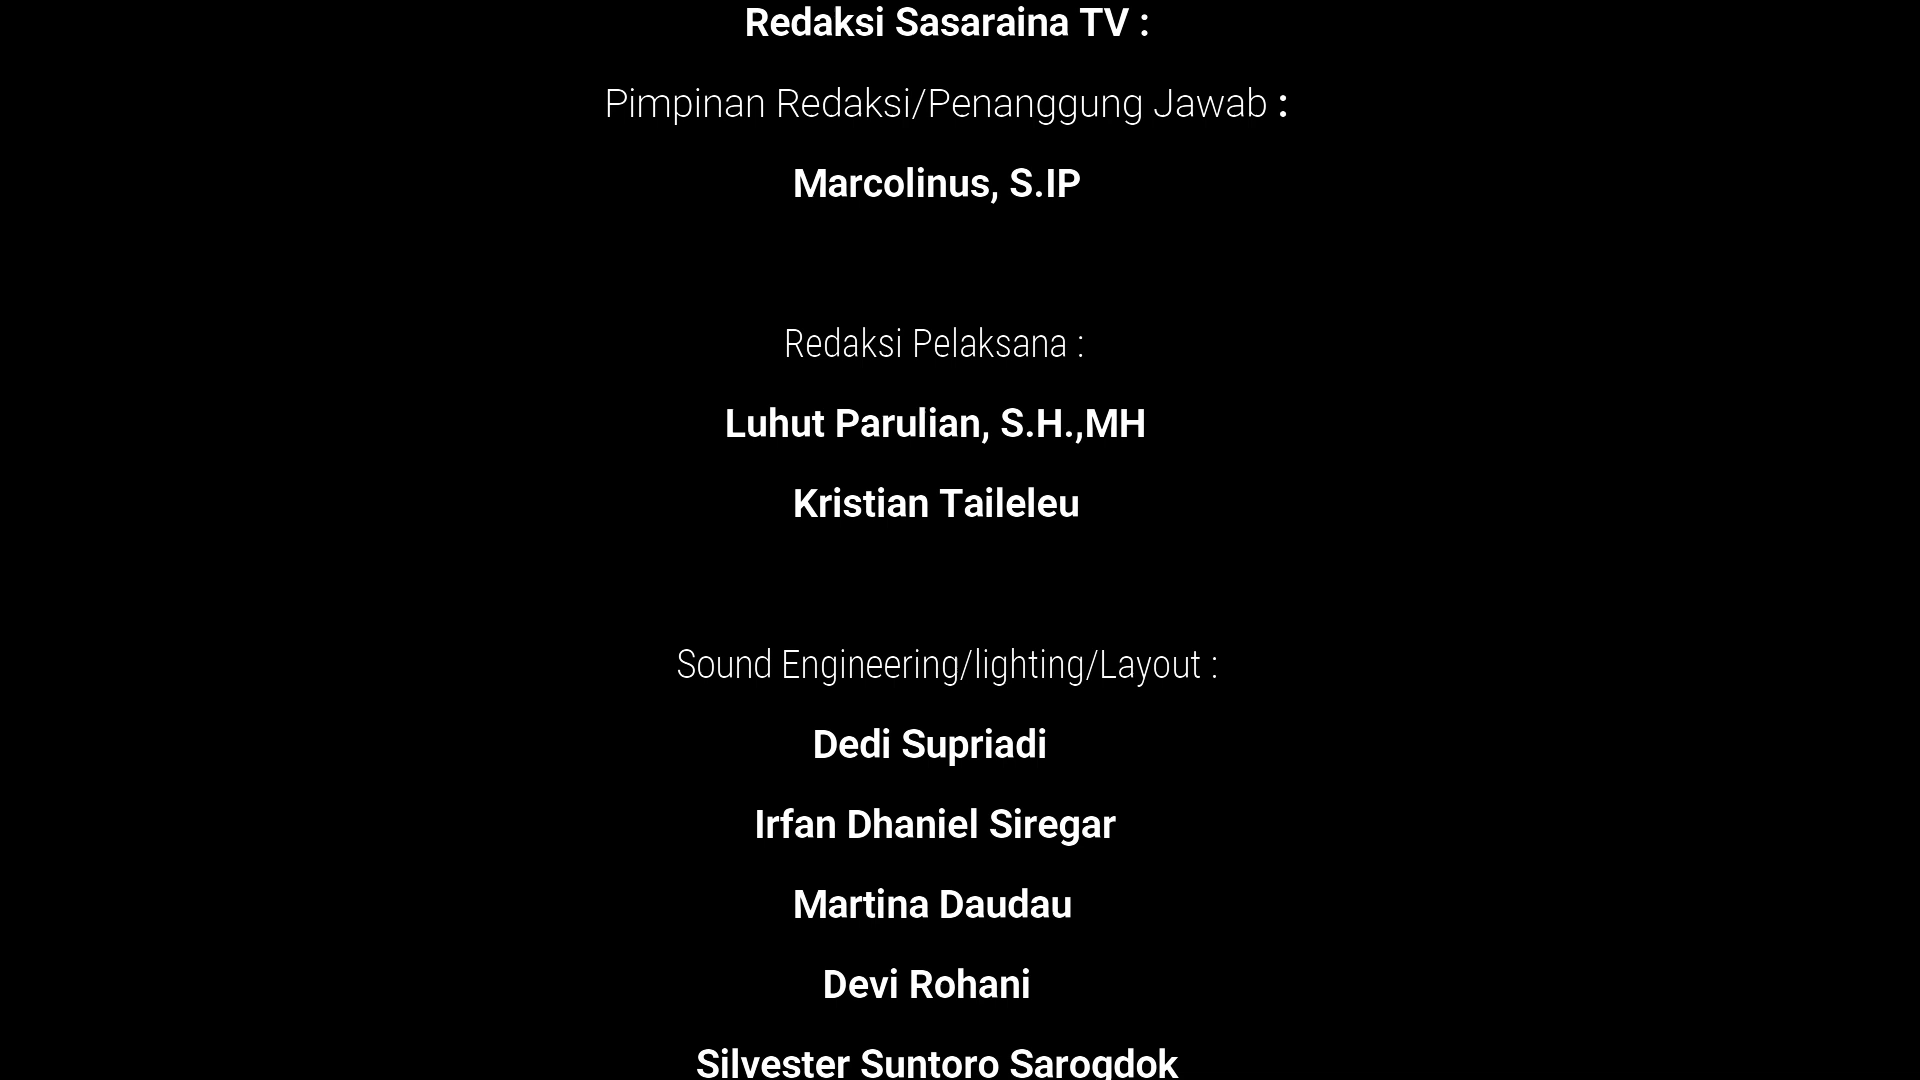 Redaksi Sasaraina TV :
Pimpinan Redaksi/Penanggung Jawab :
Marcolinus, S.IP
Redaksi Pelaksana :
Luhut Parulian, S.H.,MH
Kristian Taileleu
Sound Engineering/lighting/Layout :
Dedi Supriadi
Irfan Dhaniel Siregar
Martina Daudau
Devi Rohani
Silvester Suntoro Sarogdok